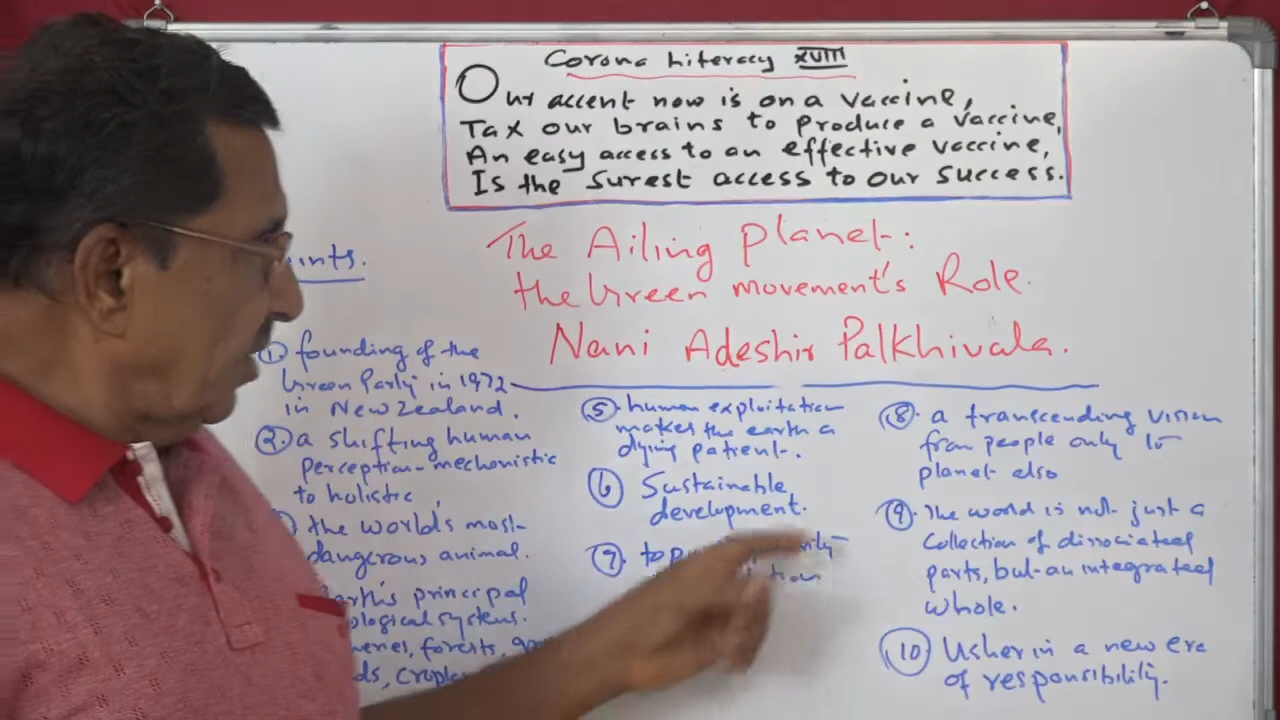 Corona Literacy XVIII
Our accent now is on a vaccine,
Tax our brains to produce a vaccine,
An easy access to an effective vaccine,
Is the surest access to our success.
The Ailing Planet:
the Green movement's Role.
Nani Adeshir Palkhivala.
① founding of the
Green Party in 1972
in New Zealand.
②. a shifting human
perception-mechonistic
to holistic
the world's most
dangerous animal.
principal
systems.
forests,
⑤. human exploitation
makes the earth a
dying patient.
⑥ Sustainable
development.
⑦.
⑧. a transcending vision
from people only to
planet also
⑨. The world is not just a
Collection of dissociated
parts, but an integrated
whole.
⑩ Usher in a new era
of responsibility.